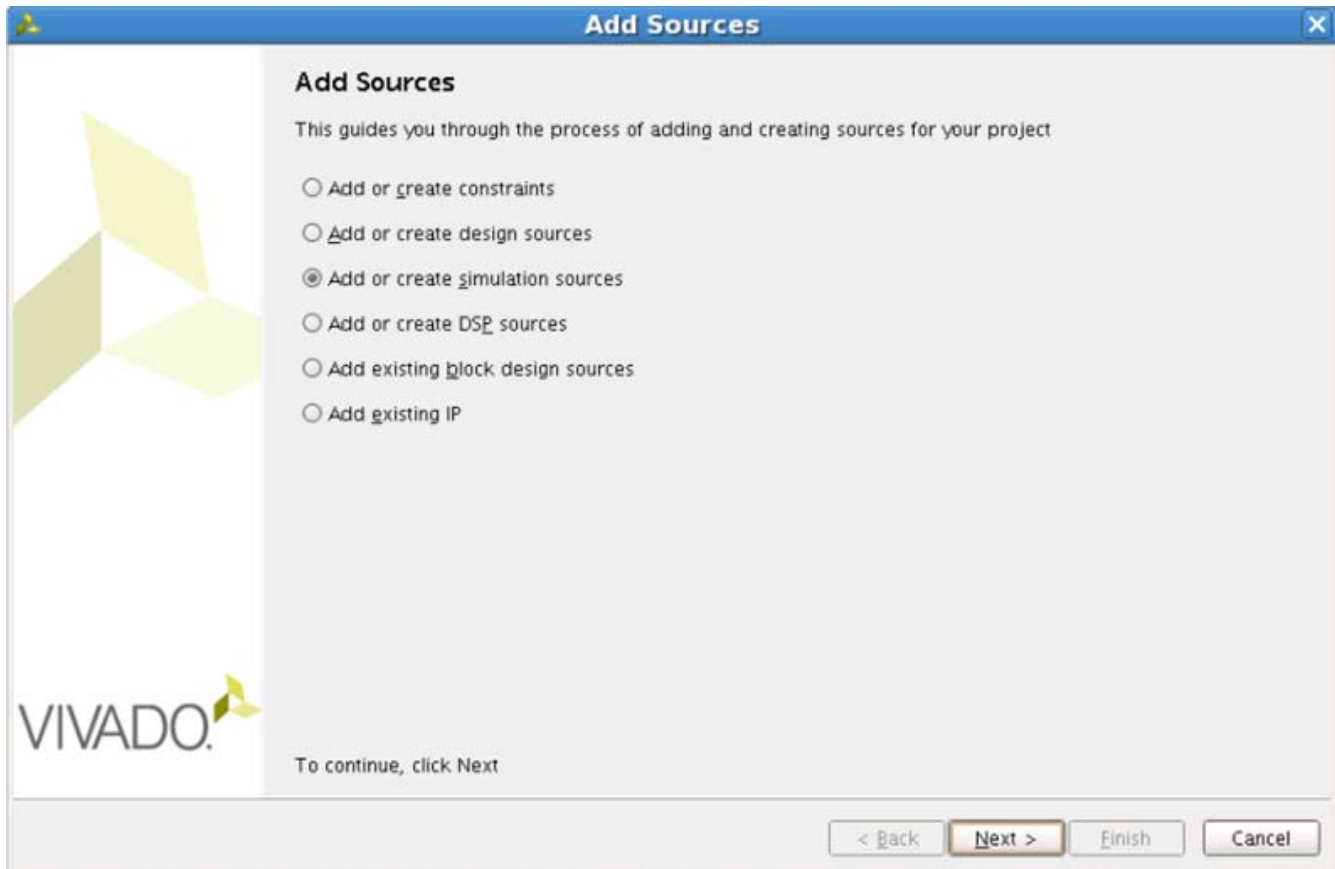 Add Sources
Add Sources
This guides you through the process of adding and creating sources for your project
Add or create constraints
Add or create design sources
Add or create simulation sources
Add or create DSP sources
Add existing block design sources
Add existing IP
VIVADO.
To continue, click Next
< Back Next > Finish Cancel